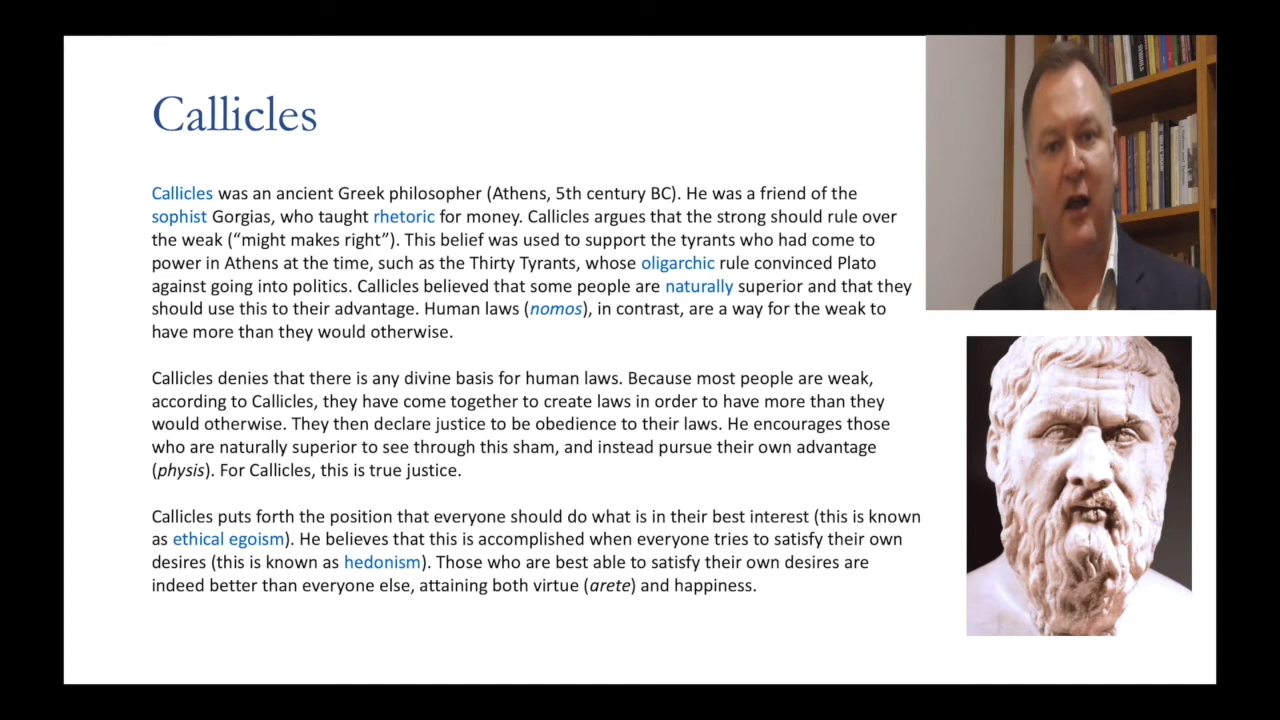 Callicles
Callicles was an ancient Greek philosopher (Athens, 5th century BC). He was a friend of the
sophist Gorgias, who taught rhetoric for money. Callicles argues that the strong should rule over
the weak (“might makes right”). This belief was used to support the tyrants who had come to
power in Athens at the time, such as the Thirty Tyrants, whose oligarchic rule convinced Plato
against going into politics. Callicles believed that some people are naturally superior and that they
should use this to their advantage. Human laws (nomos), in contrast, are a way for the weak to
have more than they would otherwise.
Callicles denies that there is any divine basis for human laws. Because most people are weak,
according to Callicles, they have come together to create laws in order to have more than they
would otherwise. They then declare justice to be obedience to their laws. He encourages those
who are naturally superior to see through this sham, and instead pursue their own advantage
(physis). For Callicles, this is true justice.
Callicles puts forth the position that everyone should do what is in their best interest (this is known
as ethical egoism). He believes that this is accomplished when everyone tries to satisfy their own
desires (this is known as hedonism). Those who are best able to satisfy their own desires are
indeed better than everyone else, attaining both virtue (arete) and happiness.